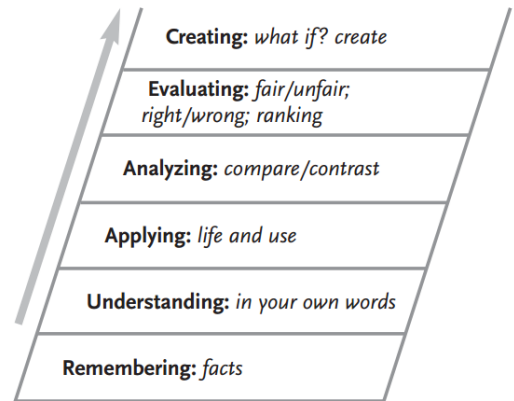 Creating: what if? create
Evaluating: fair/unfair;
right/wrong; ranking
Analyzing: compare/contrast
Applying: life and use
Understanding: in your own words
Remembering: facts